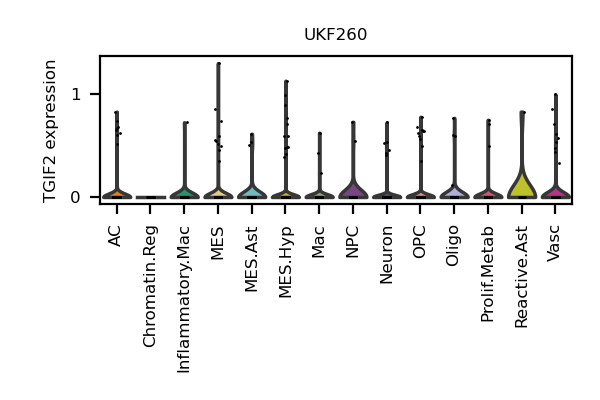 UKF260
TGIF2 expression
1
0
AC
Chromatin.Reg
Inflammatory.Mac
MES
MES.Ast
MES.Hyp
Mac
NPC
Neuron
OPC
Oligo
Prolif.Metab
Reactive.Ast
Vasc